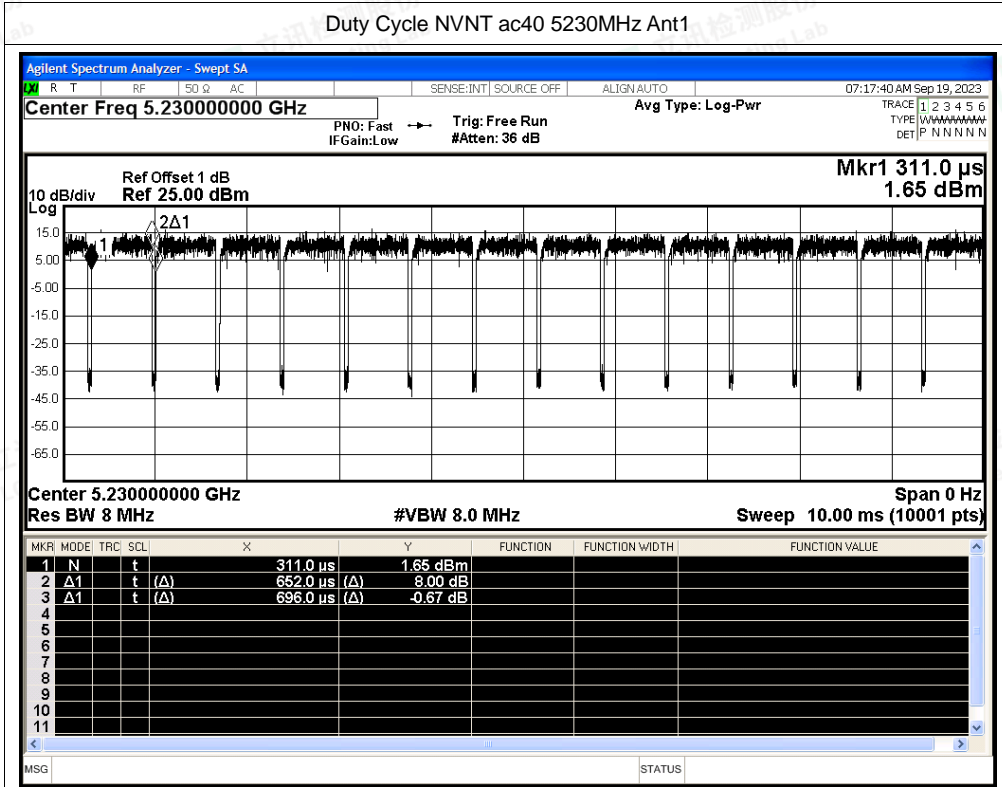 Duty Cycle NVNT ac40 5230MHz Ant1
Agilent Spectrum Analyzer - Swept SA
LXI R T RF 50 Ω AC SENSE:INT SOURCE OFF ALIGN AUTO 07:17:40 AM Sep 19, 2023
Center Freq 5.230000000 GHz Avg Type: Log-Pwr TRACE 1 2 3 4 5 6
PNO: Fast Trig: Free Run TYPE WWWWWW
IFGain:Low #Atten: 36 dB DET P N N N N N
Mkr1 311.0 µs
1.65 dBm
Ref Offset 1 dB
10 dB/div Ref 25.00 dBm
Log
15.0
5.00
-5.00
-15.0
-25.0
-35.0
-45.0
-55.0
-65.0
1
2Δ1
Center 5.230000000 GHz Span 0 Hz
Res BW 8 MHz #VBW 8.0 MHz Sweep 10.00 ms (10001 pts)
MKR MODE TRC SCL X Y FUNCTION FUNCTION WIDTH FUNCTION VALUE
1 N t 311.0 µs 1.65 dBm
2 Δ1 t (Δ) 652.0 µs (Δ) 8.00 dB
3 Δ1 t (Δ) 696.0 µs (Δ) -0.67 dB
4
5
6
7
8
9
10
11
MSG STATUS